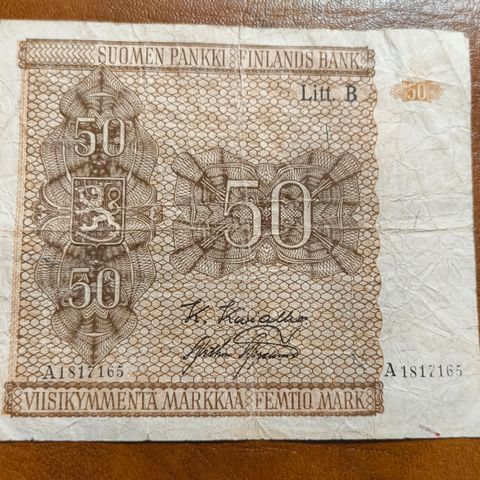 SUOMEN PANKKI FINLANDS BANK
Litt. B
50
50
50
50
A1817165
A1817165
VIISIKYMMENTÄ MARKKAA FEMTIO MARK